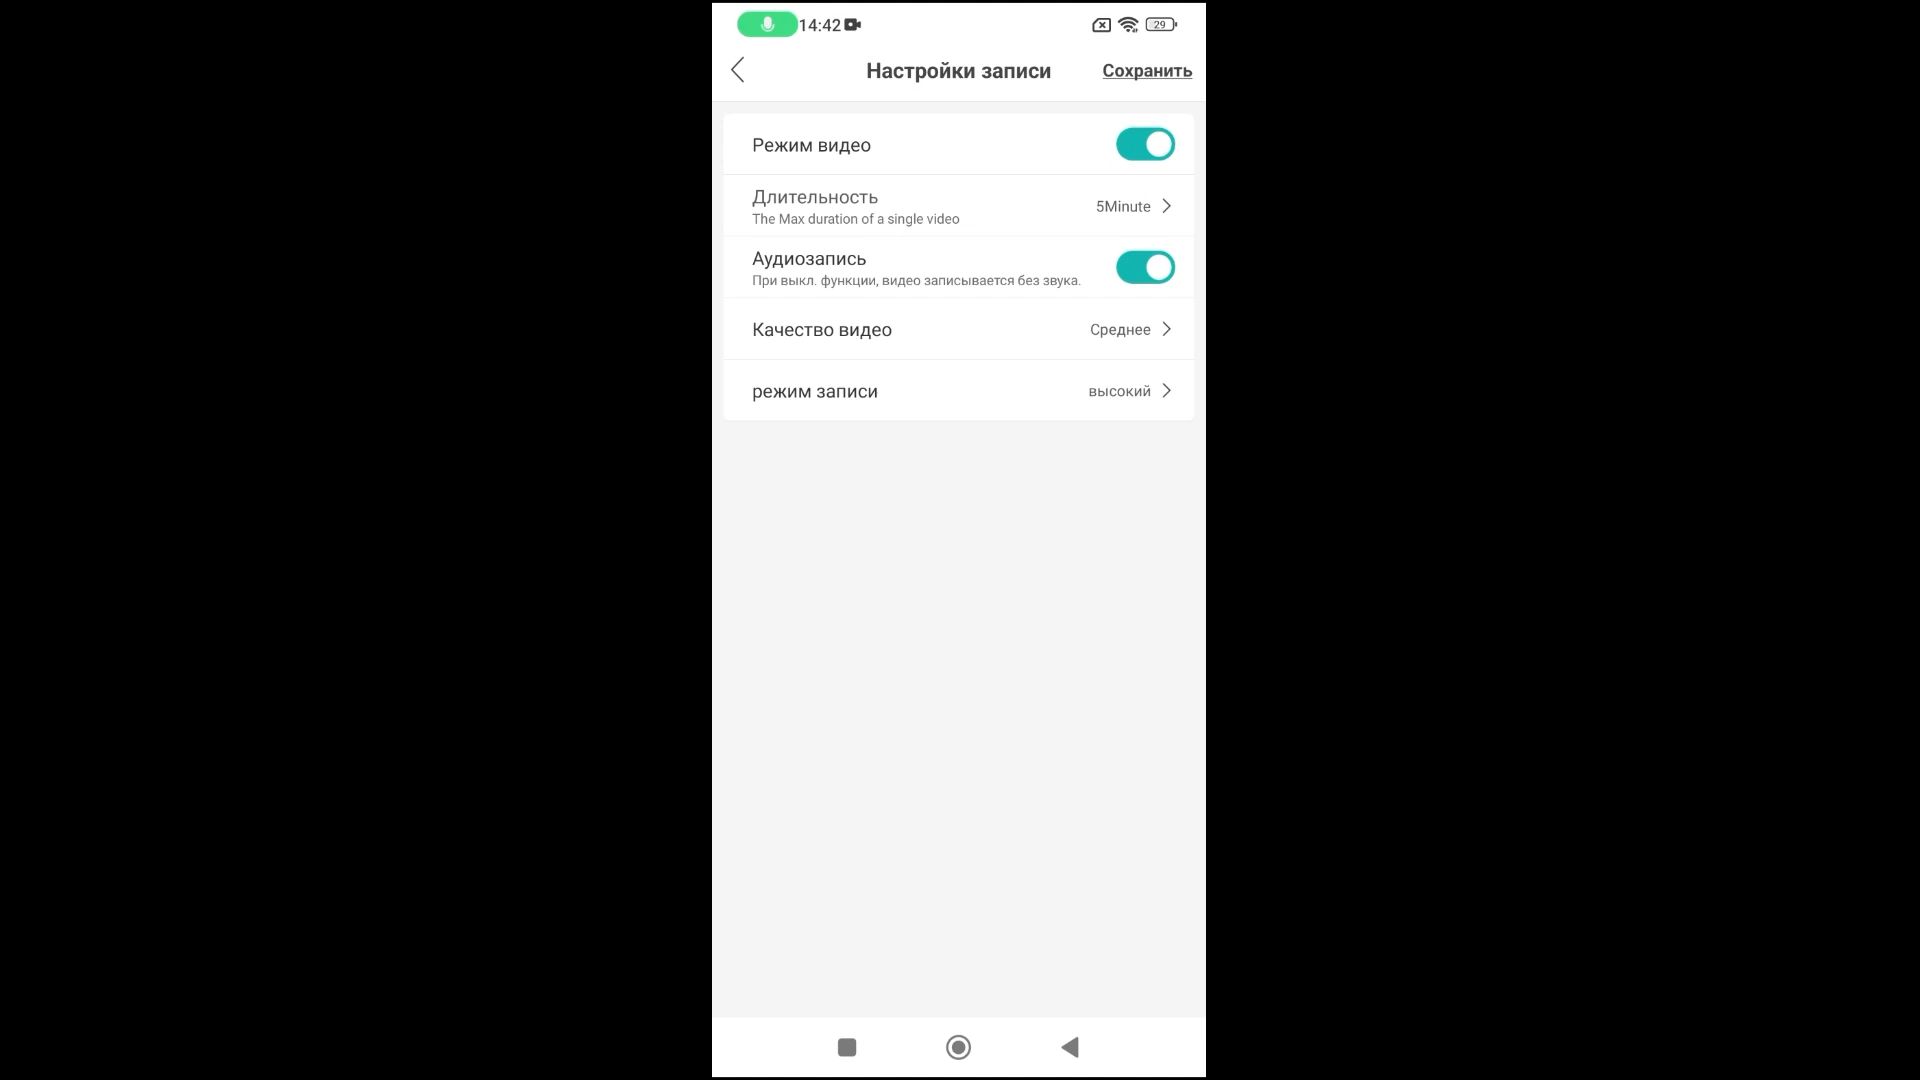 14:42
29
Настройки записи
Сохранить
Режим видео
Длительность
5Minute
The Max duration of a single video
Аудиозапись
При выкл. функции, видео записывается без звука.
Качество видео
Среднее
режим записи
высокий